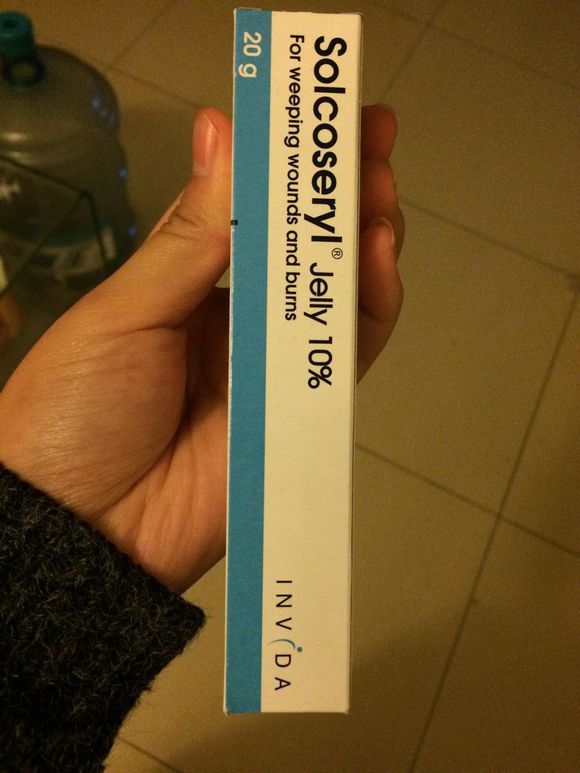 Solcoseryl® Jelly 10%
For weeping wounds and burns
20 g
INVIDA